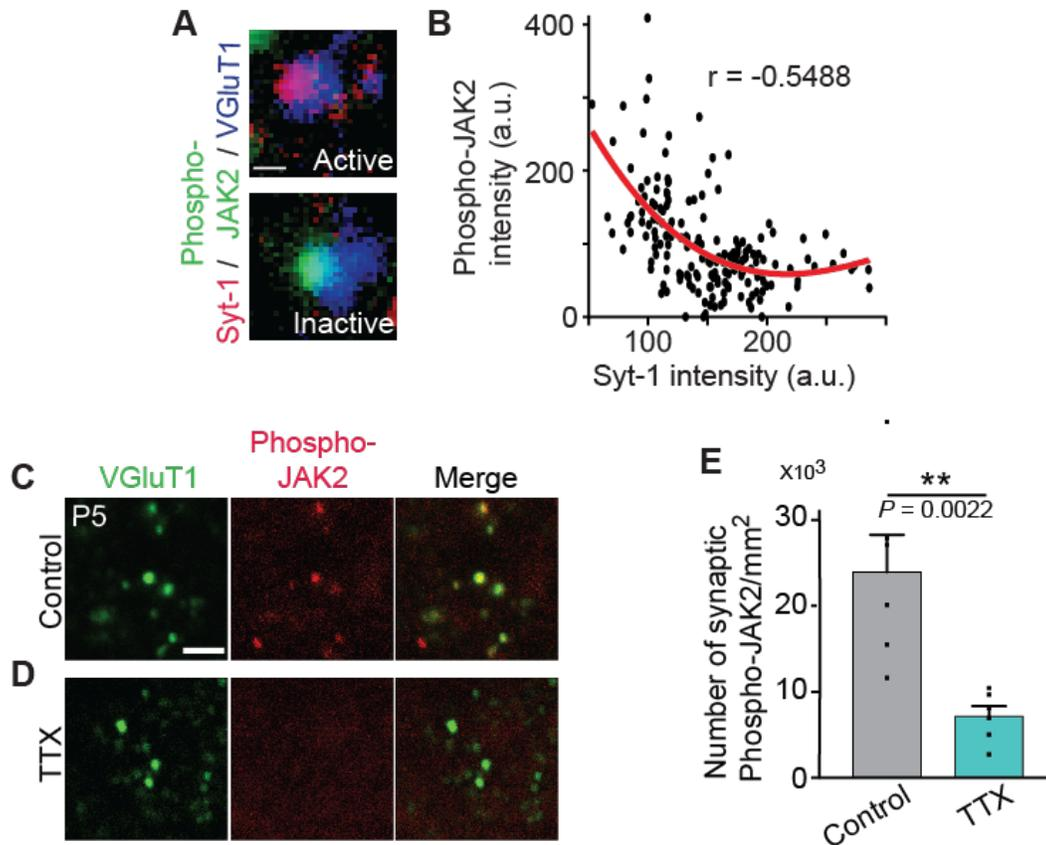 A
Phospho-
Syt-1 / JAK2 / VGluT1
Active
Inactive
B
Phospho-JAK2
intensity (a.u.)
400
200
0
r = -0.5488
100 200
Syt-1 intensity (a.u.)
C
VGluT1
Phospho-
JAK2
Merge
Control
P5
D
TTX
E
X10³
**
P = 0.0022
Number of synaptic
Phospho-JAK2/mm²
30
20
10
0
Control
TTX